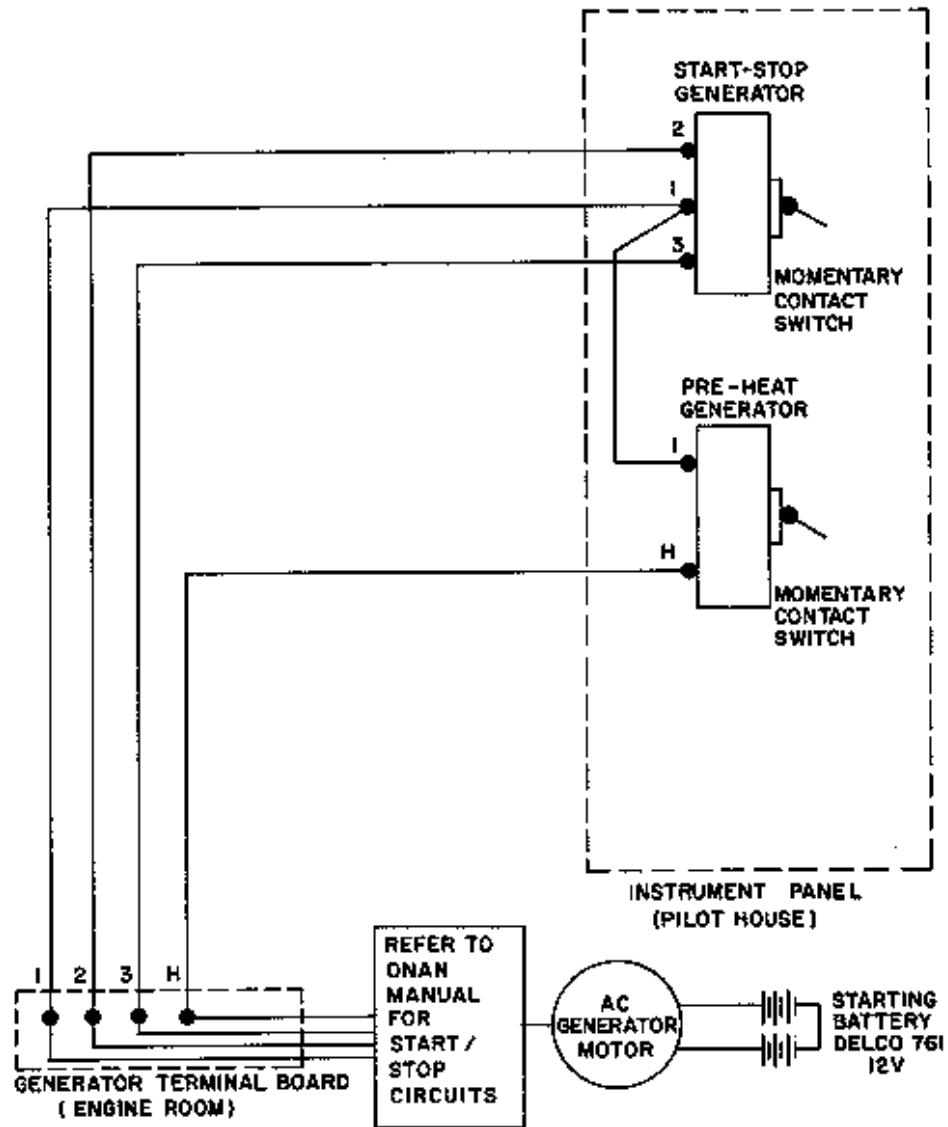 START-STOP
GENERATOR
2
1
3
MOMENTARY
CONTACT
SWITCH
PRE-HEAT
GENERATOR
1
H
MOMENTARY
CONTACT
SWITCH
INSTRUMENT PANEL
(PILOT HOUSE)
1 2 3 H
GENERATOR TERMINAL BOARD
(ENGINE ROOM)
REFER TO
ONAN
MANUAL
FOR
START/
STOP
CIRCUITS
AC
GENERATOR
MOTOR
STARTING
BATTERY
DELCO 761
12V